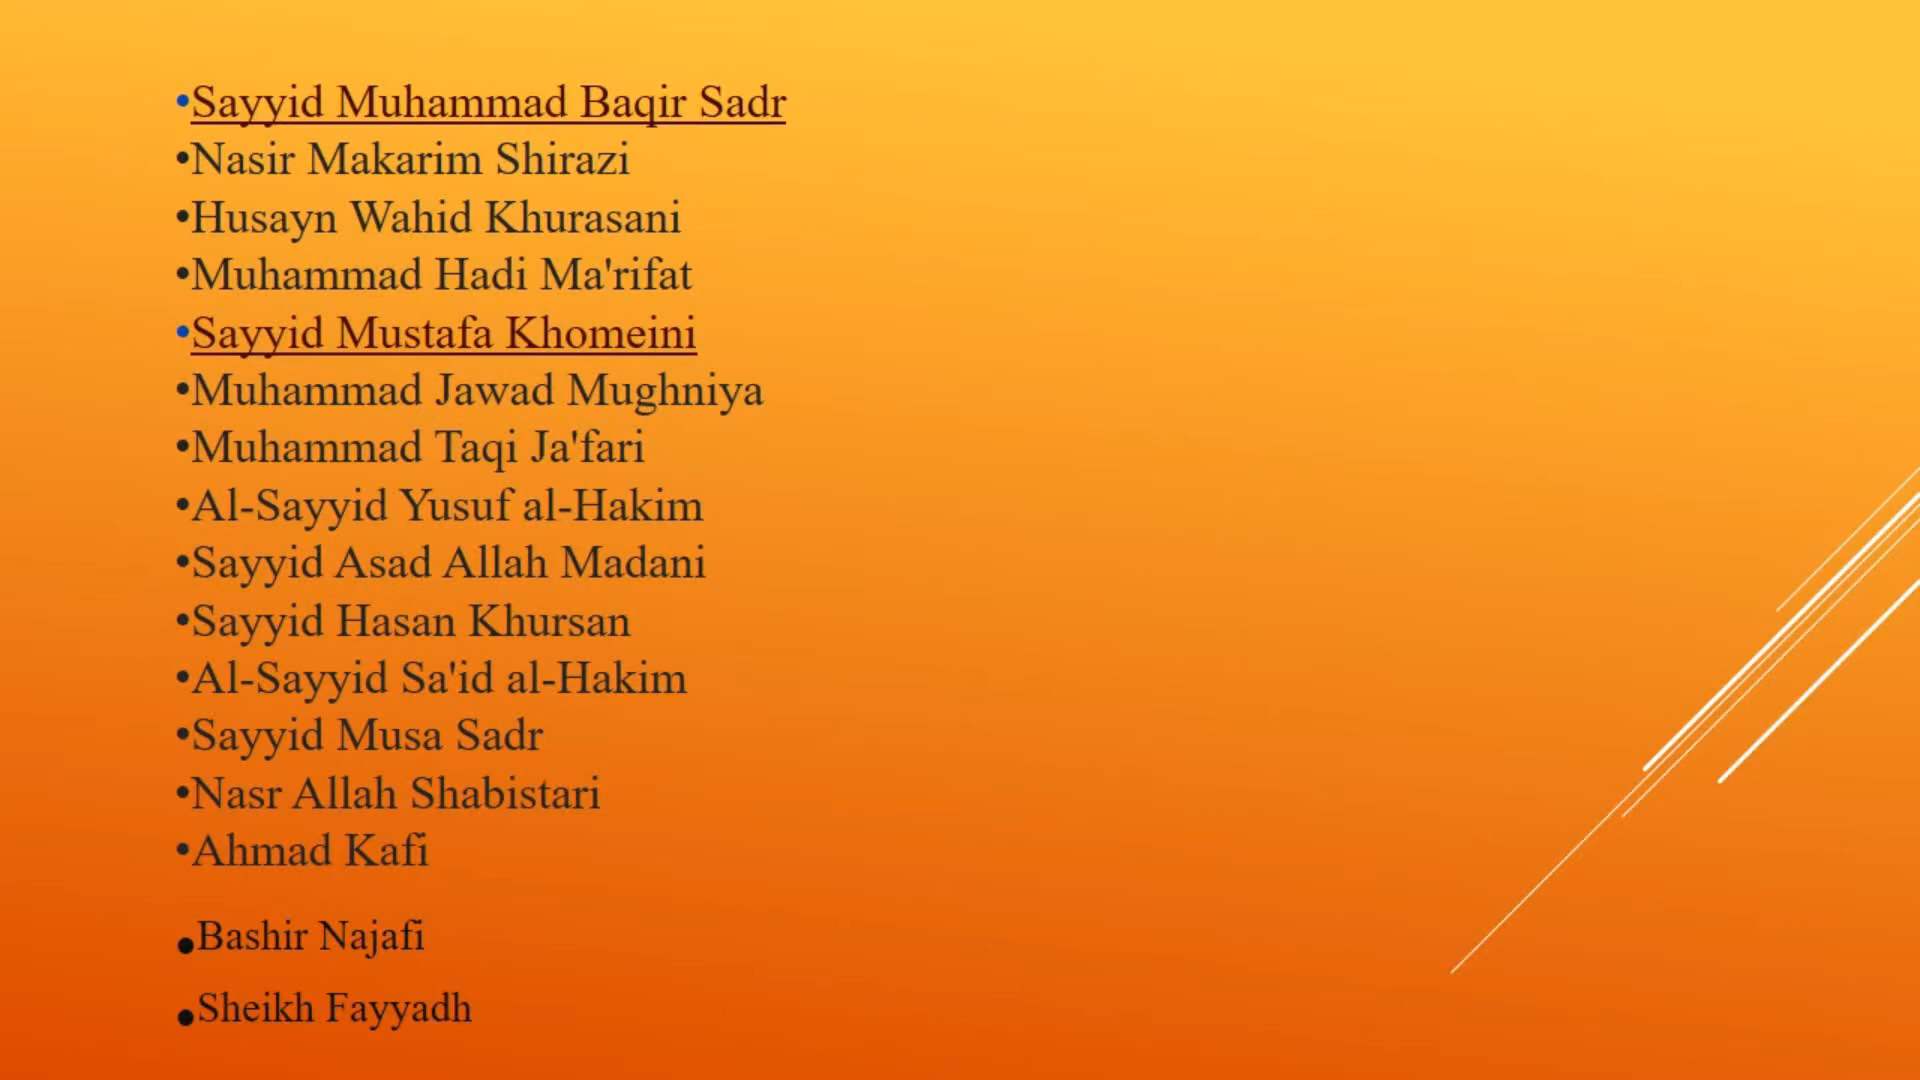 •Sayyid Muhammad Baqir Sadr
•Nasir Makarim Shirazi
•Husayn Wahid Khurasani
•Muhammad Hadi Ma'rifat
•Sayyid Mustafa Khomeini
•Muhammad Jawad Mughniya
•Muhammad Taqi Ja'fari
•Al-Sayyid Yusuf al-Hakim
•Sayyid Asad Allah Madani
•Sayyid Hasan Khursan
•Al-Sayyid Sa'id al-Hakim
•Sayyid Musa Sadr
•Nasr Allah Shabistari
•Ahmad Kafi
•Bashir Najafi
•Sheikh Fayyadh